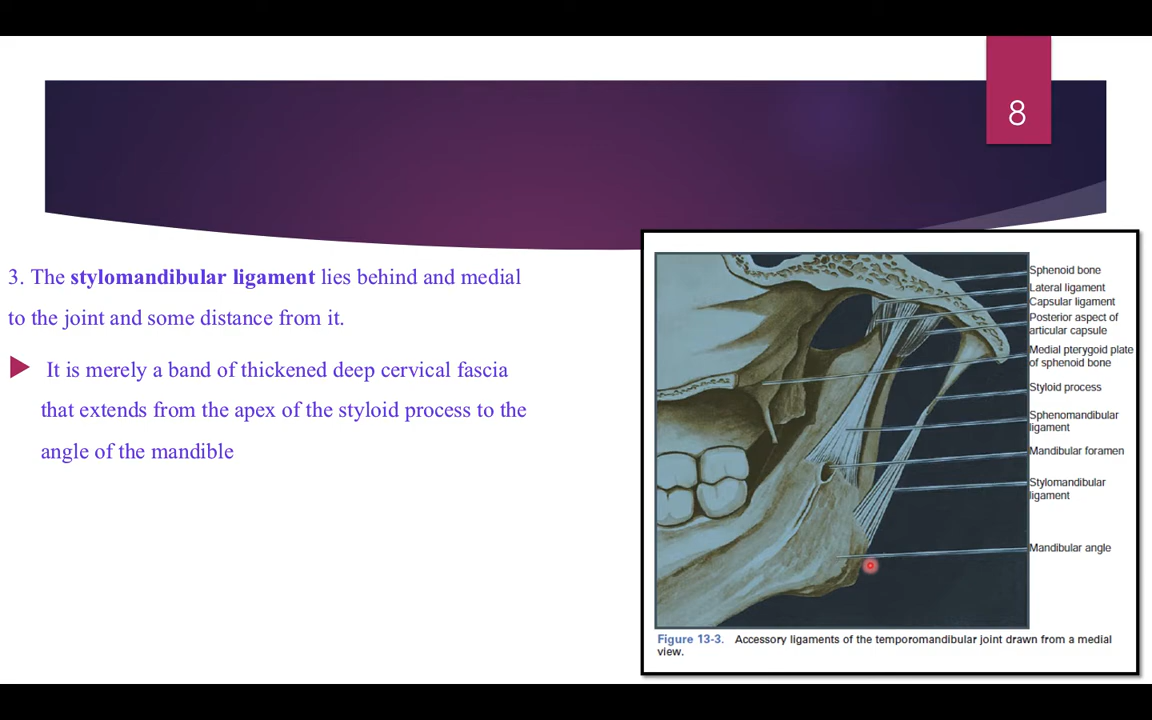 8
3. The stylomandibular ligament lies behind and medial
to the joint and some distance from it.
It is merely a band of thickened deep cervical fascia
that extends from the apex of the styloid process to the
angle of the mandible
Sphenoid bone
Lateral ligament
Capsular ligament
Posterior aspect of
articular capsule
Medial pterygoid plate
of sphenoid bone
Styloid process
Sphenomandibular
ligament
Mandibular foramen
Stylomandibular
ligament
Mandibular angle
Figure 13-3. Accessory ligaments of the temporomandibular joint drawn from a medial
view.